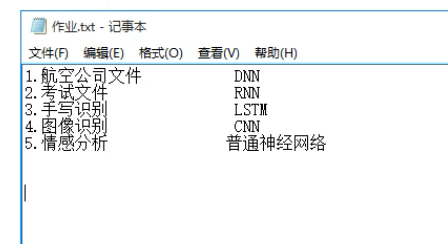 作业.txt - 记事本
文件(F) 编辑(E) 格式(O) 查看(V) 帮助(H)
1.航空公司文件 DNN
2.考试文件 RNN
3.手写识别 LSTM
4.图像识别 CNN
5.情感分析 普通神经网络